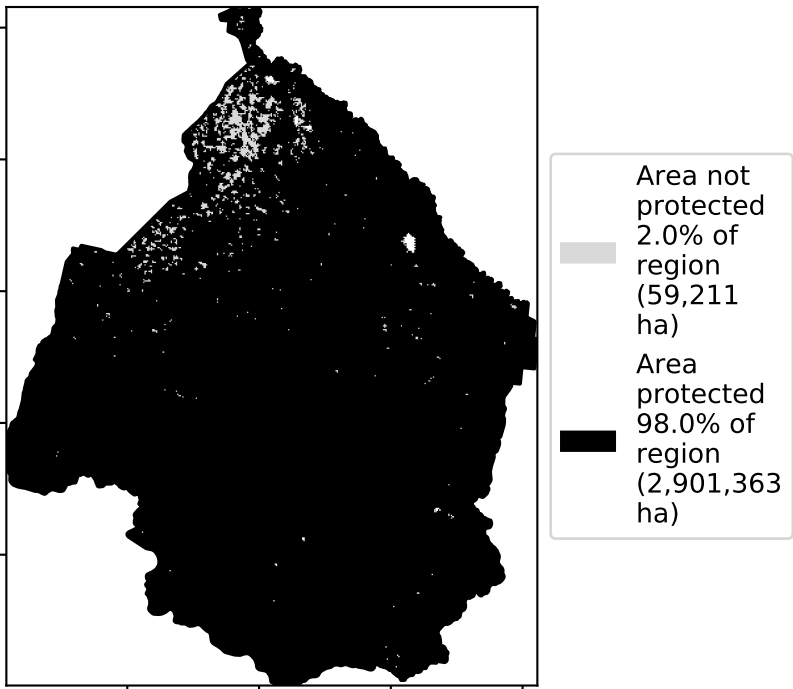 Area not
protected
2.0% of
region
(59,211
ha)
Area
protected
98.0% of
region
(2,901,363
ha)